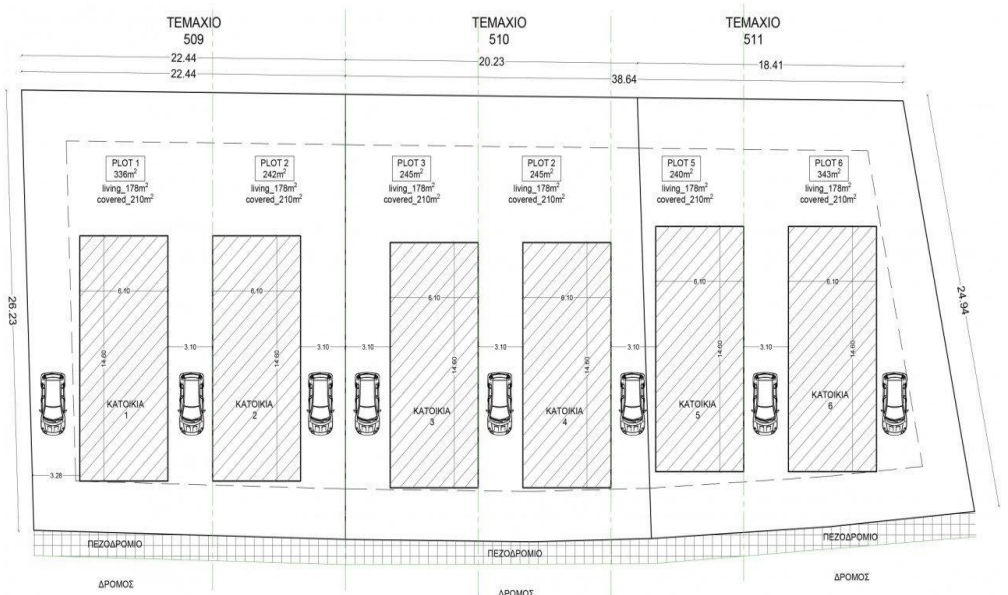 ΤΕΜΑΧΙΟ
509
ΤΕΜΑΧΙΟ
510
ΤΕΜΑΧΙΟ
511
22.44
20.23
18.41
22.44
38.64
PLOT 1
336m²
living_178m²
covered_210m²
PLOT 2
242m²
living_178m²
covered_210m²
PLOT 3
245m²
living_178m²
covered_210m²
PLOT 2
245m²
living_178m²
covered_210m²
PLOT 5
240m²
living_178m²
covered_210m²
PLOT 6
343m²
living_178m²
covered_210m²
26.23
24.94
6.10
6.10
6.10
6.10
6.10
6.10
3.10
3.10
3.10
3.10
3.10
14.60
14.60
14.60
14.60
14.60
14.60
ΚΑΤΟΙΚΙΑ
1
ΚΑΤΟΙΚΙΑ
2
ΚΑΤΟΙΚΙΑ
3
ΚΑΤΟΙΚΙΑ
4
ΚΑΤΟΙΚΙΑ
5
ΚΑΤΟΙΚΙΑ
6
3.10
3.28
ΠΕΖΟΔΡΟΜΙΟ
ΠΕΖΟΔΡΟΜΙΟ
ΠΕΖΟΔΡΟΜΙΟ
ΔΡΟΜΟΣ
ΔΡΟΜΟΣ
ΔΡΟΜΟΣ